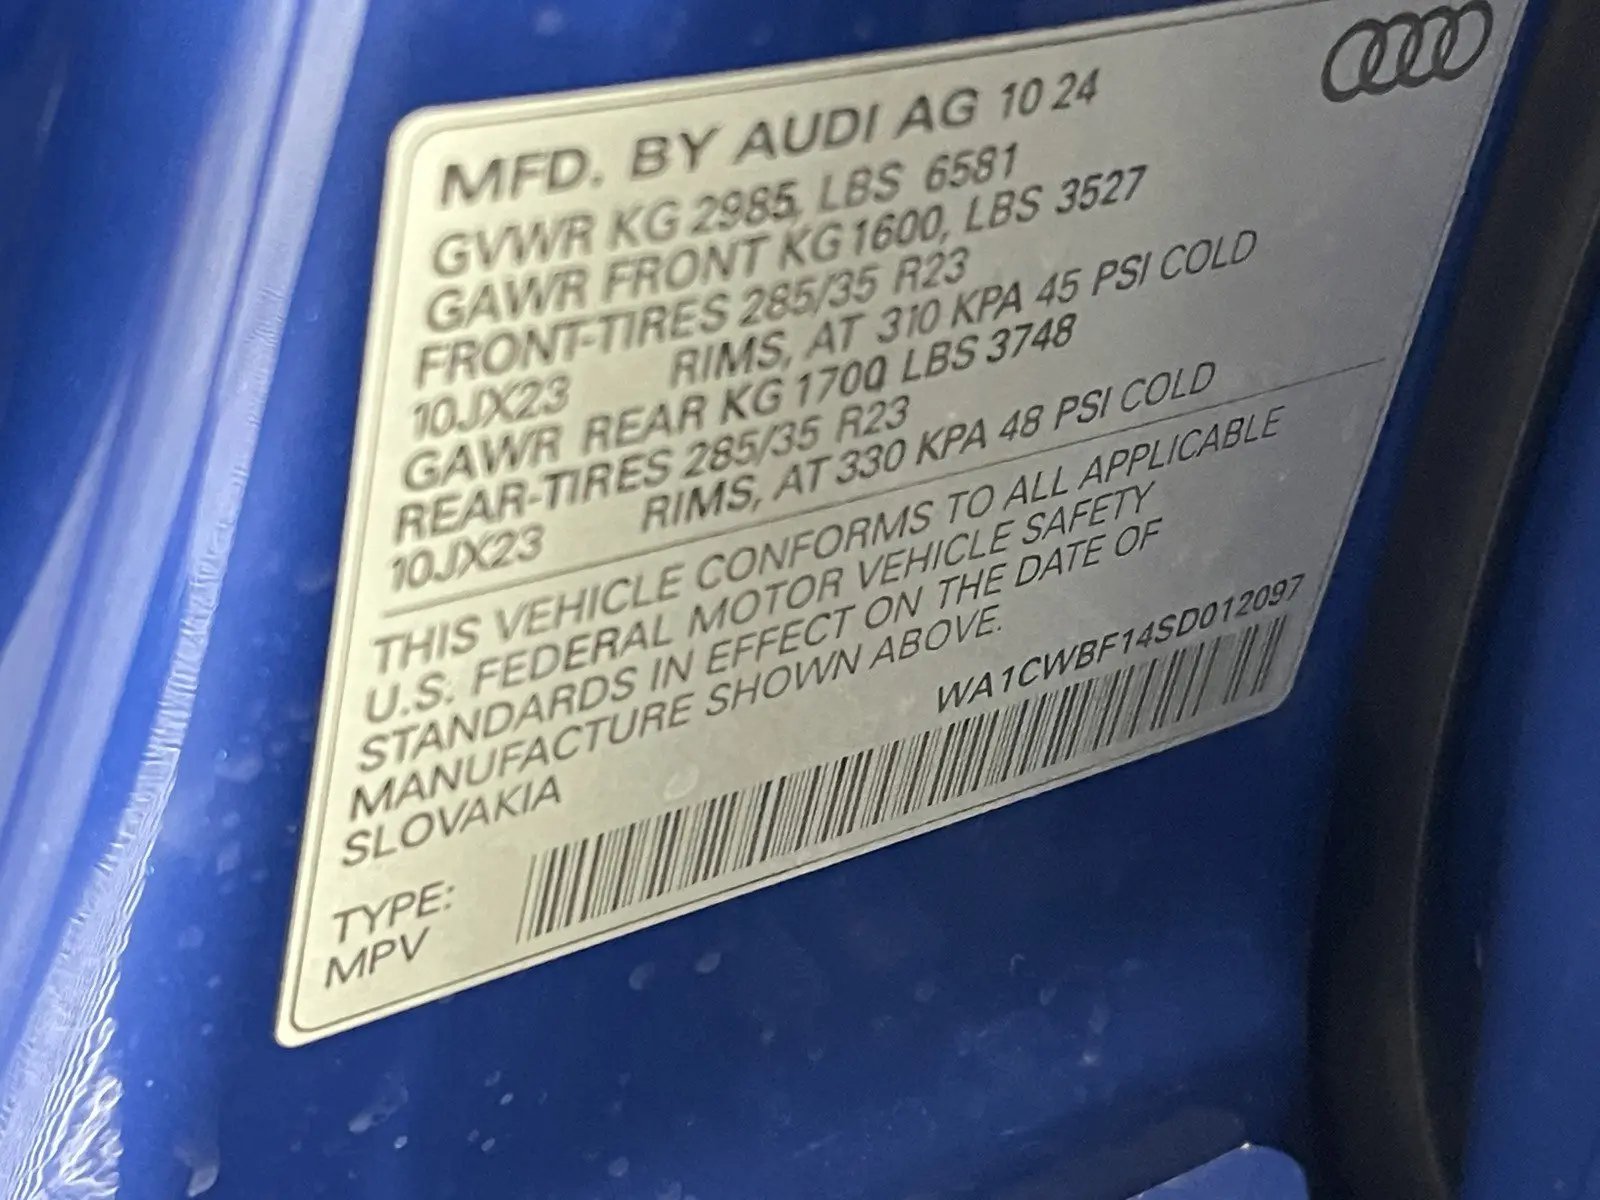 MFD. BY AUDI AG 10 24
GVWR KG 2985, LBS 6581
GAWR FRONT KG 1600, LBS 3527
FRONT-TIRES 285/35 R23
10JX23 RIMS, AT 310 KPA 45 PSI COLD
GAWR REAR KG 1700, LBS 3748
REAR-TIRES 285/35 R23
10JX23 RIMS, AT 330 KPA 48 PSI COLD
THIS VEHICLE CONFORMS TO ALL APPLICABLE
U.S. FEDERAL MOTOR VEHICLE SAFETY
STANDARDS IN EFFECT ON THE DATE OF
MANUFACTURE SHOWN ABOVE.
SLOVAKIA
WA1CWBF14SD012097
TYPE:
MPV